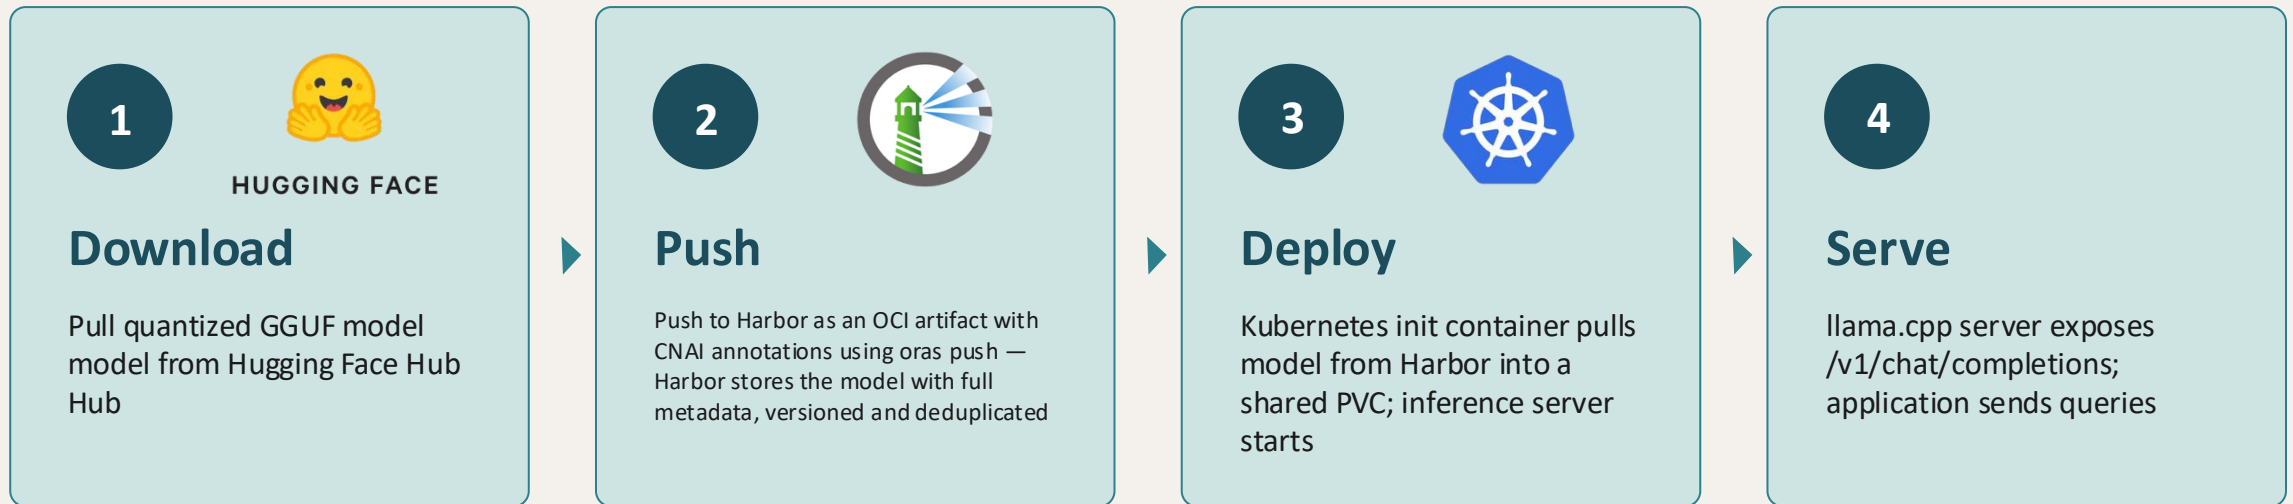 1
HUGGING FACE
Download
Pull quantized GGUF model
model from Hugging Face Hub
Hub
2
Push
Push to Harbor as an OCI artifact with
CNAI annotations using oras push —
Harbor stores the model with full
metadata, versioned and deduplicated
3
Deploy
Kubernetes init container pulls
model from Harbor into a
shared PVC; inference server
starts
4
Serve
llama.cpp server exposes
/v1/chat/completions;
application sends queries